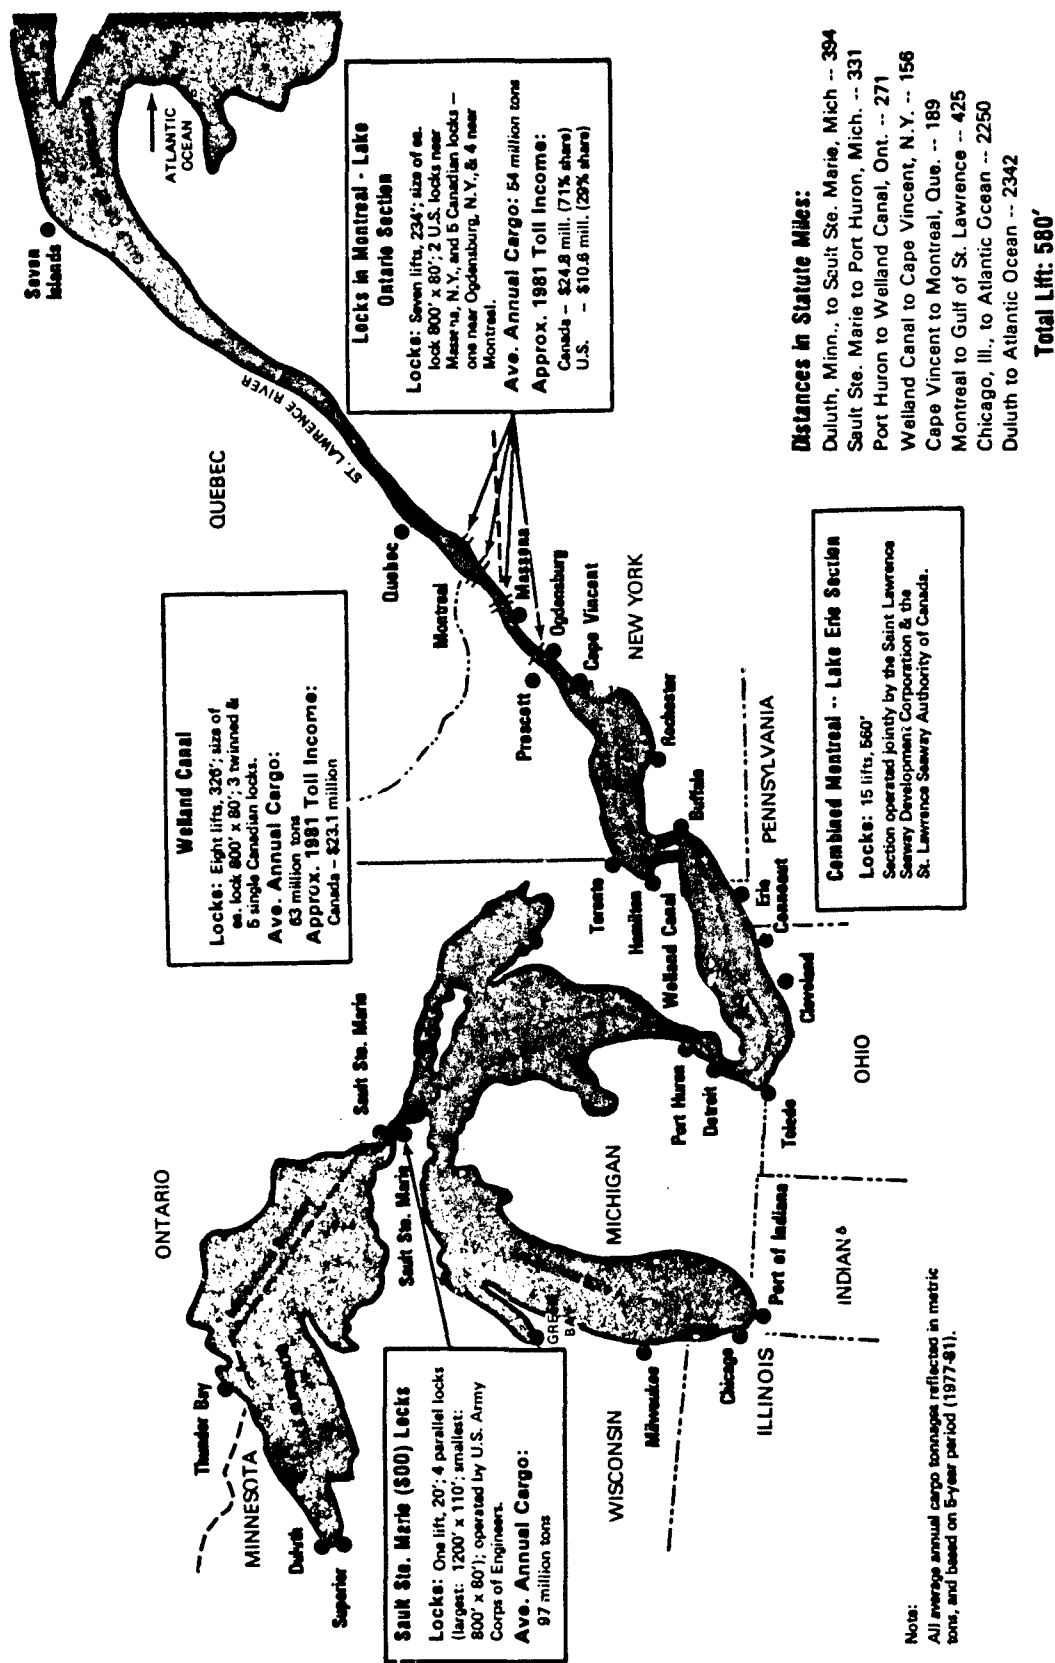 Seven
Islands
ATLANTIC
OCEAN
ST. LAWRENCE RIVER
QUEBEC
Quebec
Montreal
Massena
Ogdensburg
Prescott
Cape Vincent
NEW YORK
Rochester
Buffalo
PENNSYLVANIA
Toronto
Hamilton
Welland Canal
Erie
Conneaut
Cleveland
OHIO
Toledo
Detroit
Port Huron
MICHIGAN
Sault Ste. Marie
Sault Ste. Marie
ONTARIO
Thunder Bay
MINNESOTA
Duluth
Superior
GREEN
BAY
WISCONSN
Milwaukee
Chicago
ILLINOIS
Port of Indiana
INDIANA
Locks in Montreal - Lake
Ontario Section
Locks: Seven lifts, 234'; size of ea.
lock 800' x 80'; 2 U.S. locks near
Massena, N.Y., and 5 Canadian locks —
one near Ogdensburg, N.Y., & 4 near
Montreal.
Ave. Annual Cargo: 54 million tons
Approx. 1981 Toll Income:
Canada – $24.8 mill. (71% share)
U.S. – $10.6 mill. (29% share)
Welland Canal
Locks: Eight lifts, 326'; size of
ea. lock 800' x 80'; 3 twinned &
5 single Canadian locks.
Ave. Annual Cargo:
63 million tons
Approx. 1981 Toll Income:
Canada – $23.1 million
Sault Ste. Marie (SOO) Locks
Locks: One lift, 20'; 4 parallel locks
(largest: 1200' x 110'; smallest:
800' x 80'); operated by U.S. Army
Corps of Engineers.
Ave. Annual Cargo:
97 million tons
Combined Montreal -- Lake Erie Section
Locks: 15 lifts, 560'
Section operated jointly by the Saint Lawrence
Seaway Development Corporation & the
St. Lawrence Seaway Authority of Canada.
Distances in Statute Miles:
Duluth, Minn., to Sault Ste. Marie, Mich -- 394
Sault Ste. Marie to Port Huron, Mich. -- 331
Port Huron to Welland Canal, Ont. -- 271
Welland Canal to Cape Vincent, N.Y. -- 156
Cape Vincent to Montreal, Que. -- 189
Montreal to Gulf of St. Lawrence -- 425
Chicago, Ill., to Atlantic Ocean -- 2250
Duluth to Atlantic Ocean -- 2342
Total Lift: 580'
Note:
All average annual cargo tonnages reflected in metric
tons, and based on 5-year period (1977-81).